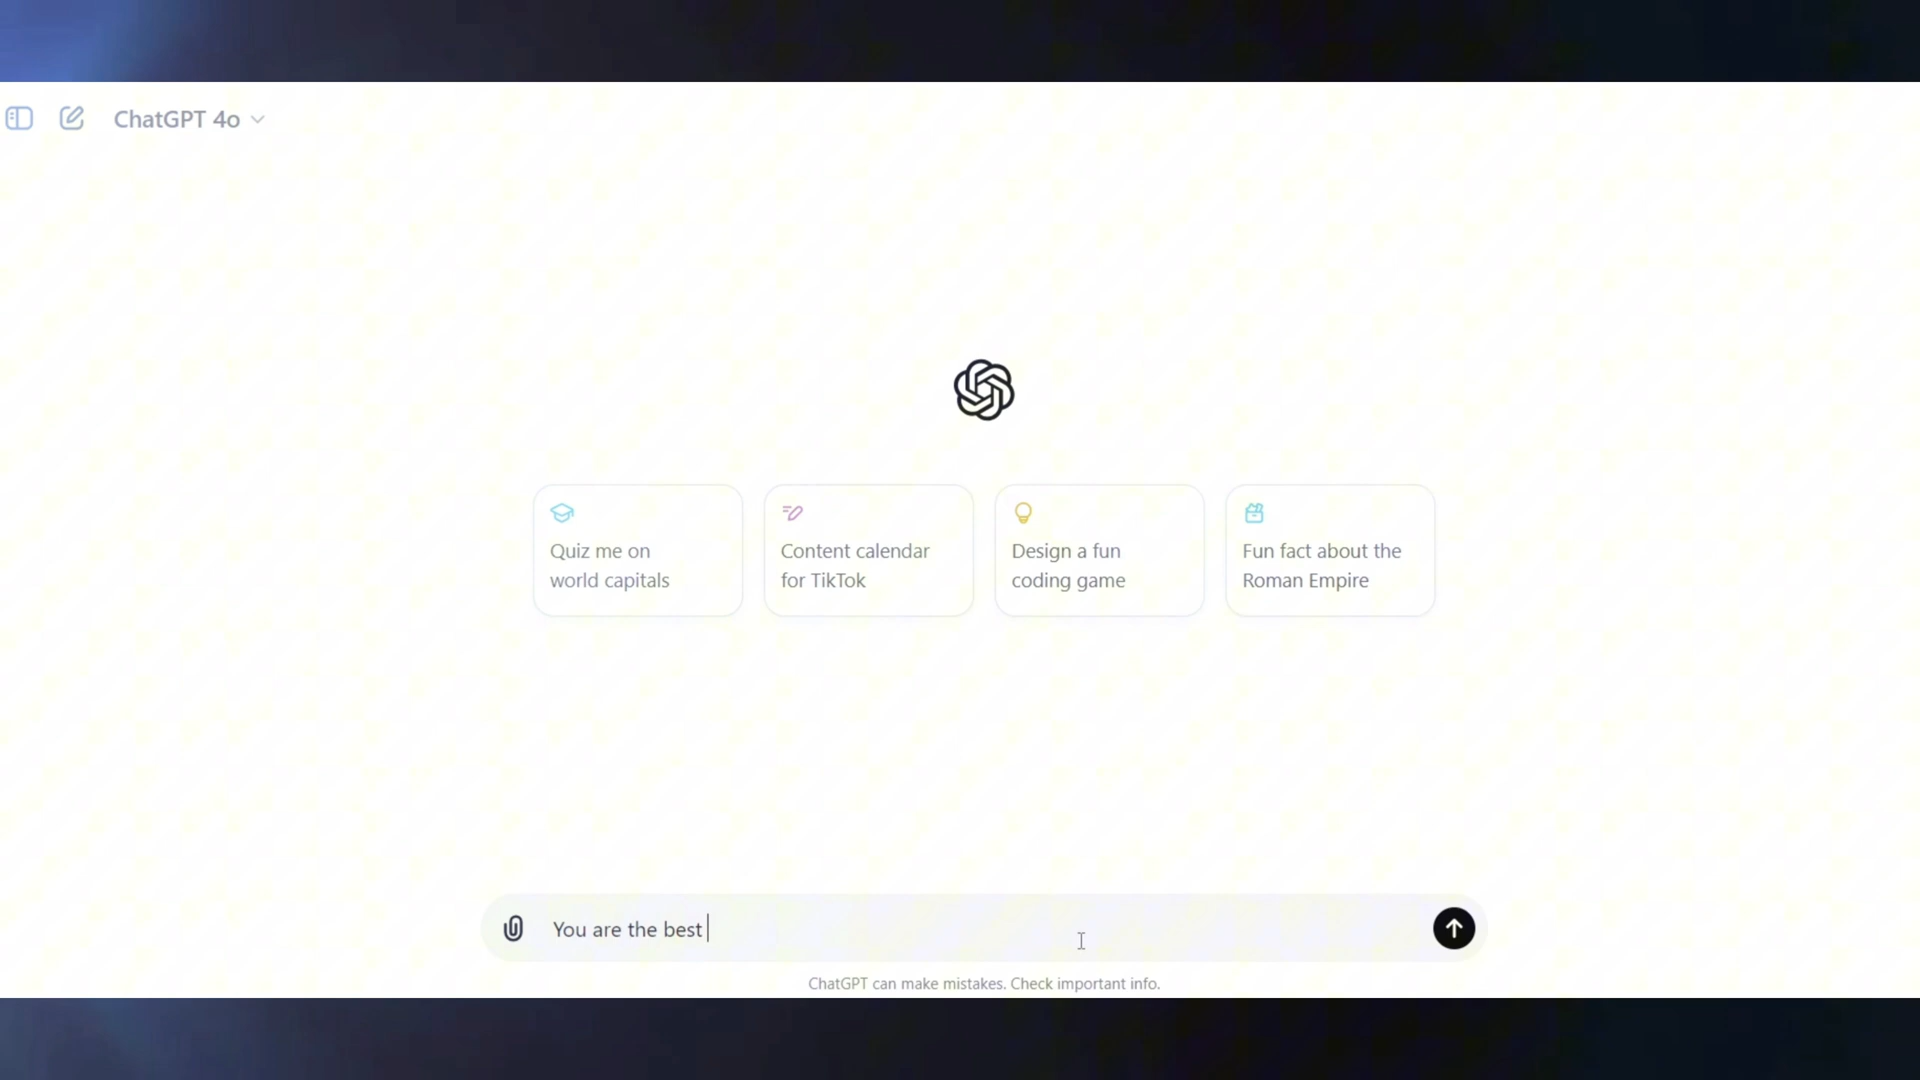 ChatGPT 4o
Quiz me on
world capitals
Content calendar
for TikTok
Design a fun
coding game
Fun fact about the
Roman Empire
You are the best
ChatGPT can make mistakes. Check important info.